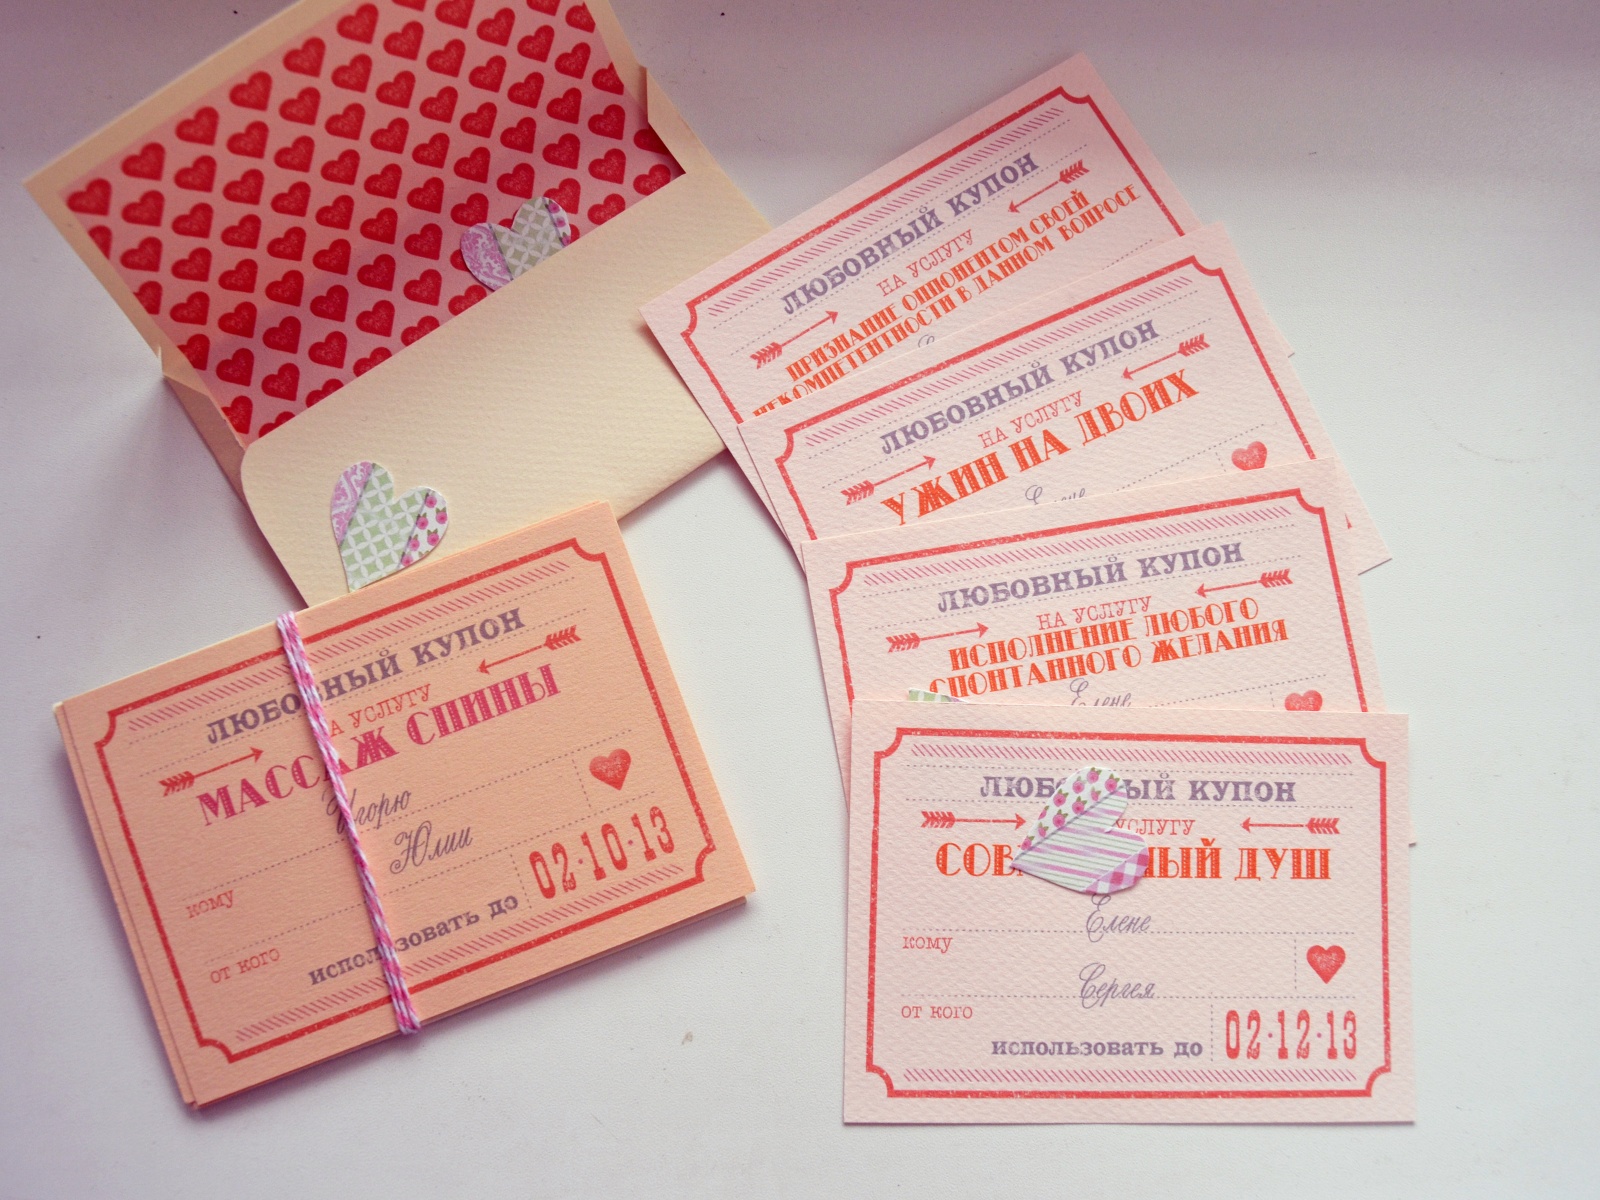 ЛЮБОВНЫЙ КУПОН
НА УСЛУГУ
ПРИЗНАНИЕ ОППОНЕНТОМ СВОЕЙ
НЕКОМПЕТЕНТНОСТИ В ДАННОМ ВОПРОСЕ
ЛЮБОВНЫЙ КУПОН
НА УСЛУГУ
УЖИН НА ДВОИХ
Елене
ЛЮБОВНЫЙ КУПОН
НА УСЛУГУ
ИСПОЛНЕНИЕ ЛЮБОГО
СПОНТАННОГО ЖЕЛАНИЯ
Елене
ЛЮБОВНЫЙ КУПОН
НА УСЛУГУ
МАССАЖ СПИНЫ
Игорю
кому
Юлии
от кого
использовать до 02·10·13
ЛЮБОВНЫЙ КУПОН
УСЛУГУ
ДУШ
Елене
кому
Сергея
от кого
использовать до 02·12·13